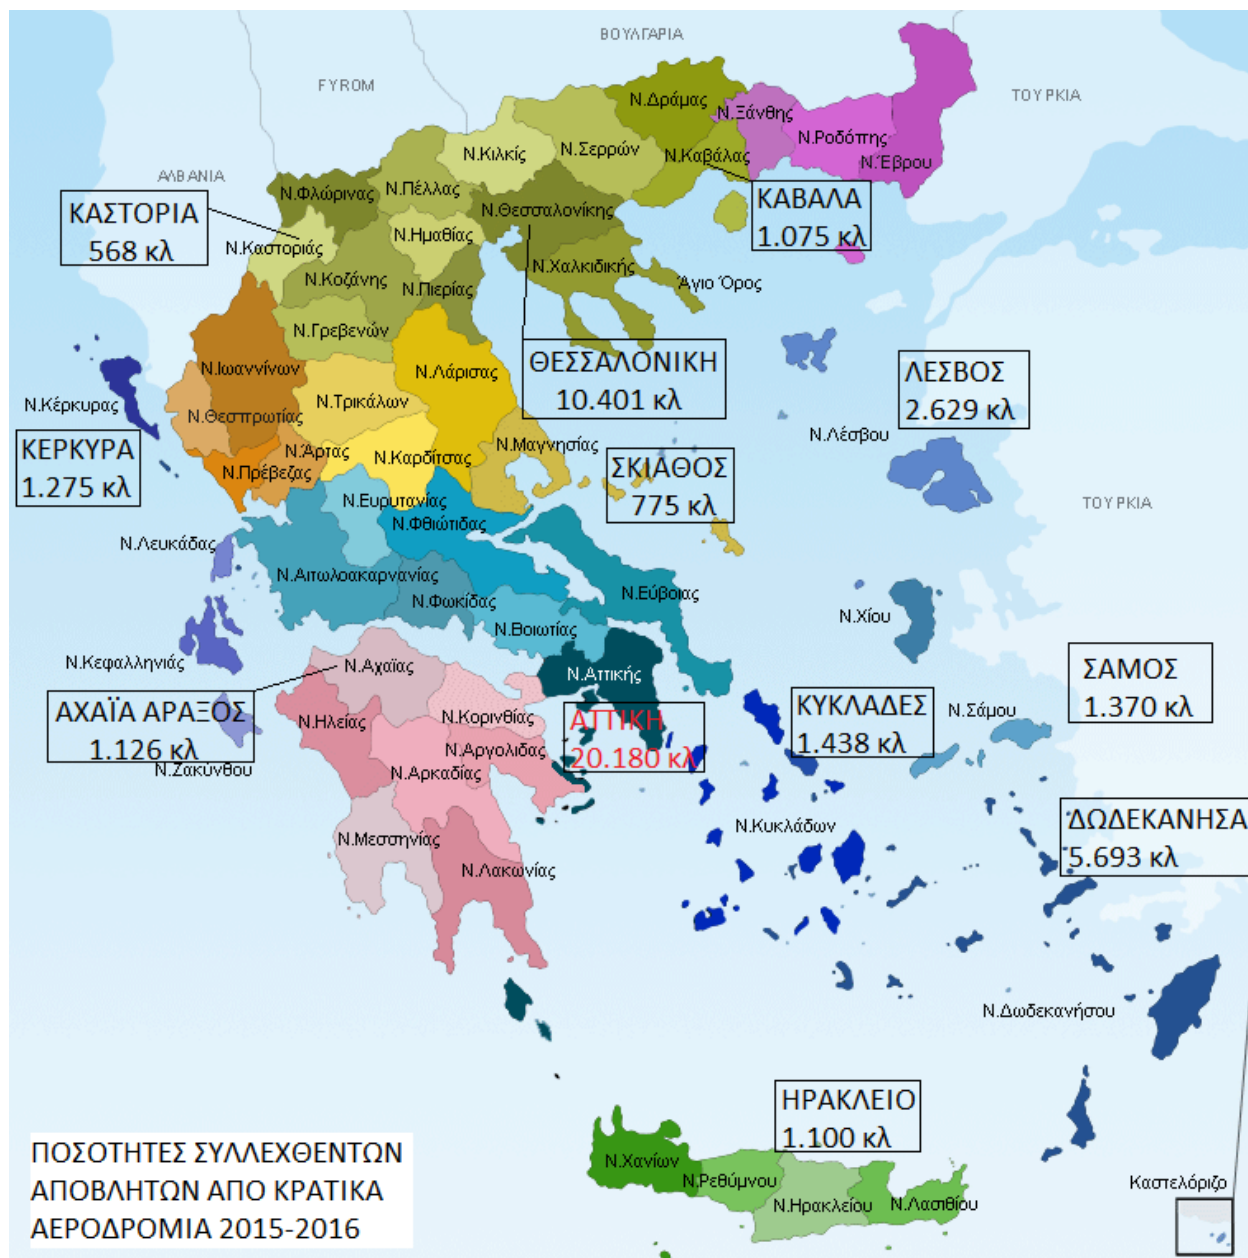 ΒΟΥΛΓΑΡΙΑ
FYROM
ΤΟΥΡΚΙΑ
ΑΛΒΑΝΙΑ
Ν.Δράμας
Ν.Ξάνθης
Ν.Ροδόπης
Ν.Έβρου
Ν.Κιλκίς
Ν.Σερρών
Ν.Καβάλας
Ν.Φλώρινας
Ν.Πέλλας
Ν.Θεσσαλονίκης
ΚΑΒΑΛΑ
1.075 κλ
ΚΑΣΤΟΡΙΑ
568 κλ
Ν.Καστοριάς
Ν.Ημαθίας
Ν.Κοζάνης
Ν.Πιερίας
Ν.Χαλκιδικής
Άγιο Όρος
Ν.Γρεβενών
Ν.Ιωαννίνων
Ν.Λάρισας
ΘΕΣΣΑΛΟΝΙΚΗ
10.401 κλ
ΛΕΣΒΟΣ
2.629 κλ
Ν.Κέρκυρας
Ν.Θεσπρωτίας
Ν.Τρικάλων
Ν.Λέσβου
ΚΕΡΚΥΡΑ
1.275 κλ
Ν.Άρτας
Ν.Πρέβεζας
Ν.Καρδίτσας
Ν.Μαγνησίας
ΣΚΙΑΘΟΣ
775 κλ
Ν.Ευρυτανίας
Ν.Φθιώτιδας
ΤΟΥΡΚΙΑ
Ν.Λευκάδας
Ν.Αιτωλοακαρνανίας
Ν.Φωκίδας
Ν.Εύβοιας
Ν.Βοιωτίας
Ν.Χίου
Ν.Κεφαλληνιάς
Ν.Αχαΐας
Ν.Αττικής
ΣΑΜΟΣ
1.370 κλ
ΑΧΑΪΑ ΑΡΑΞΟΣ
1.126 κλ
Ν.Ζακύνθου
Ν.Ηλείας
Ν.Κορινθίας
ΑΤΤΙΚΗ
20.180 κλ
ΚΥΚΛΑΔΕΣ
1.438 κλ
Ν.Σάμου
Ν.Αργολιδας
Ν.Αρκαδίας
Ν.Μεσσηνίας
Ν.Λακωνίας
Ν.Κυκλάδων
ΔΩΔΕΚΑΝΗΣΑ
5.693 κλ
Ν.Δωδεκανήσου
ΗΡΑΚΛΕΙΟ
1.100 κλ
Ν.Χανίων
Ν.Ρεθύμνου
Ν.Ηρακλείου
Ν.Λασιθίου
Καστελόριζο
ΠΟΣΟΤΗΤΕΣ ΣΥΛΛΕΧΘΕΝΤΩΝ
ΑΠΟΒΛΗΤΩΝ ΑΠΟ ΚΡΑΤΙΚΑ
ΑΕΡΟΔΡΟΜΙΑ 2015-2016